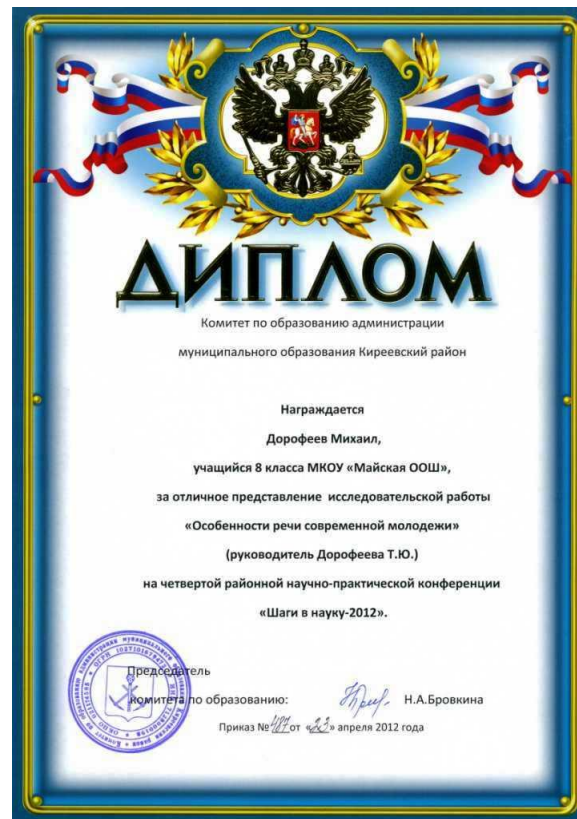 ДИПЛОМ
Комитет по образованию администрации
муниципального образования Киреевский район
Награждается
Дорофеев Михаил,
учащийся 8 класса МКОУ «Майская ООШ»,
за отличное представление исследовательской работы
«Особенности речи современной молодежи»
(руководитель Дорофеева Т.Ю.)
на четвертой районной научно-практической конференции
«Шаги в науку-2012».
Председатель
комитета по образованию: Н.А.Бровкина
Приказ № 487 от «23» апреля 2012 года